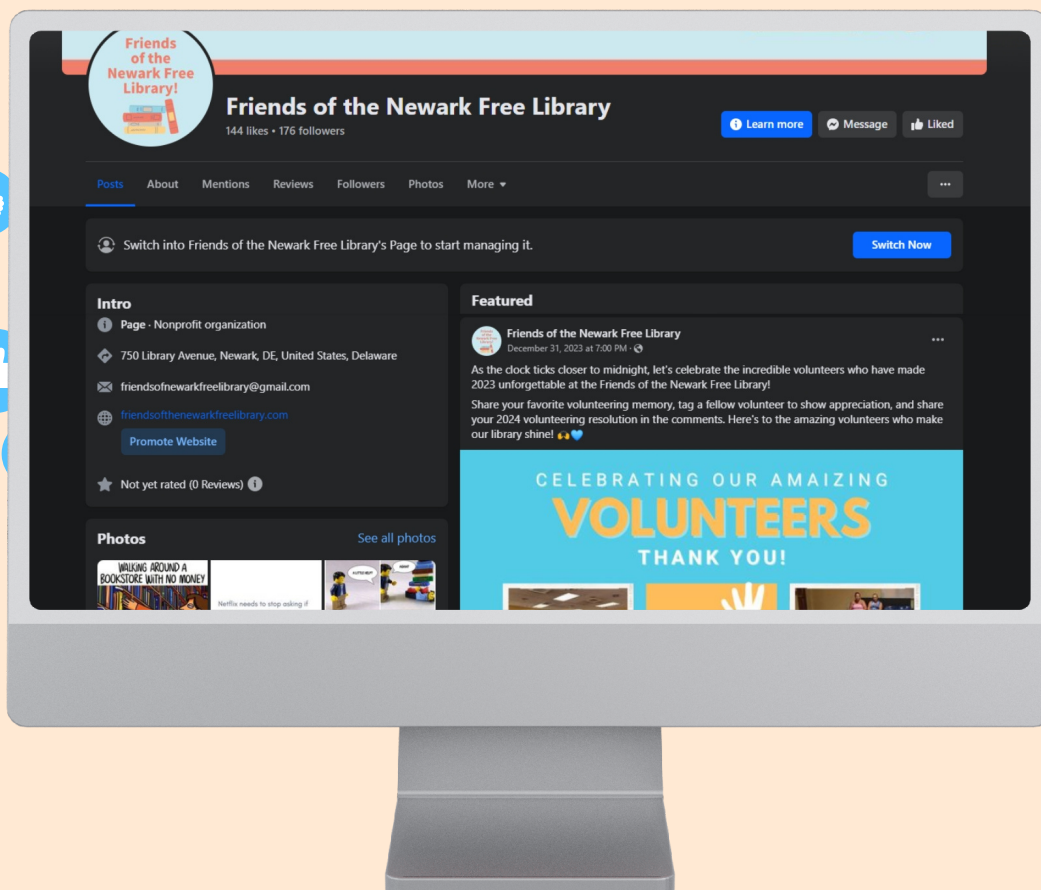 Friends
of the
Newark Free
Library!
Friends of the Newark Free Library
144 likes • 176 followers
Learn more
Message
Liked
Posts
About
Mentions
Reviews
Followers
Photos
More
Switch into Friends of the Newark Free Library's Page to start managing it.
Switch Now
Intro
Page · Nonprofit organization
750 Library Avenue, Newark, DE, United States, Delaware
friendsofnewarkfreelibrary@gmail.com
friendsofthenewarkfreelibrary.com
Promote Website
Not yet rated (0 Reviews)
Photos
See all photos
WALKING AROUND A
BOOKSTORE WITH NO MONEY
Netflix needs to stop asking if
Featured
Friends of the Newark Free Library
December 31, 2023 at 7:00 PM ·
As the clock ticks closer to midnight, let's celebrate the incredible volunteers who have made
2023 unforgettable at the Friends of the Newark Free Library!
Share your favorite volunteering memory, tag a fellow volunteer to show appreciation, and share
your 2024 volunteering resolution in the comments. Here's to the amazing volunteers who make
our library shine! 🙌💙
CELEBRATING OUR AMAIZING
VOLUNTEERS
THANK YOU!